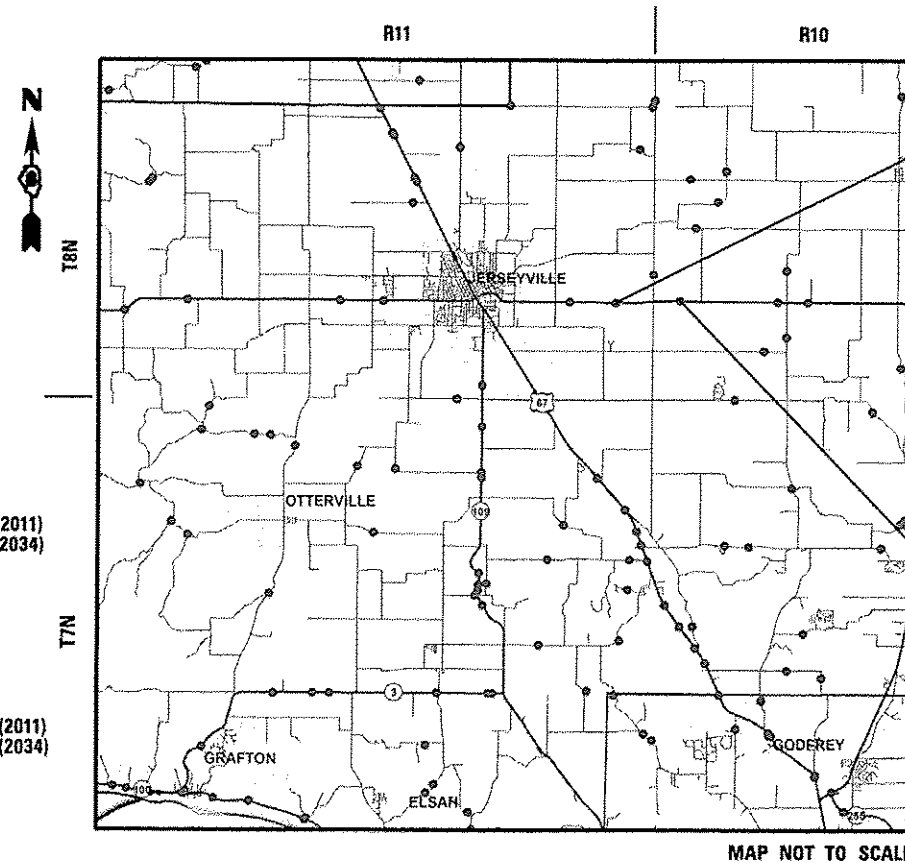 R11
R10
N
T8N
JERSEYVILLE
67
OTTERVILLE
(2011)
2034)
109
T7N
3
(2011)
(2034)
GRAFTON
GODFREY
100
ELSAH
255
MAP NOT TO SCALE